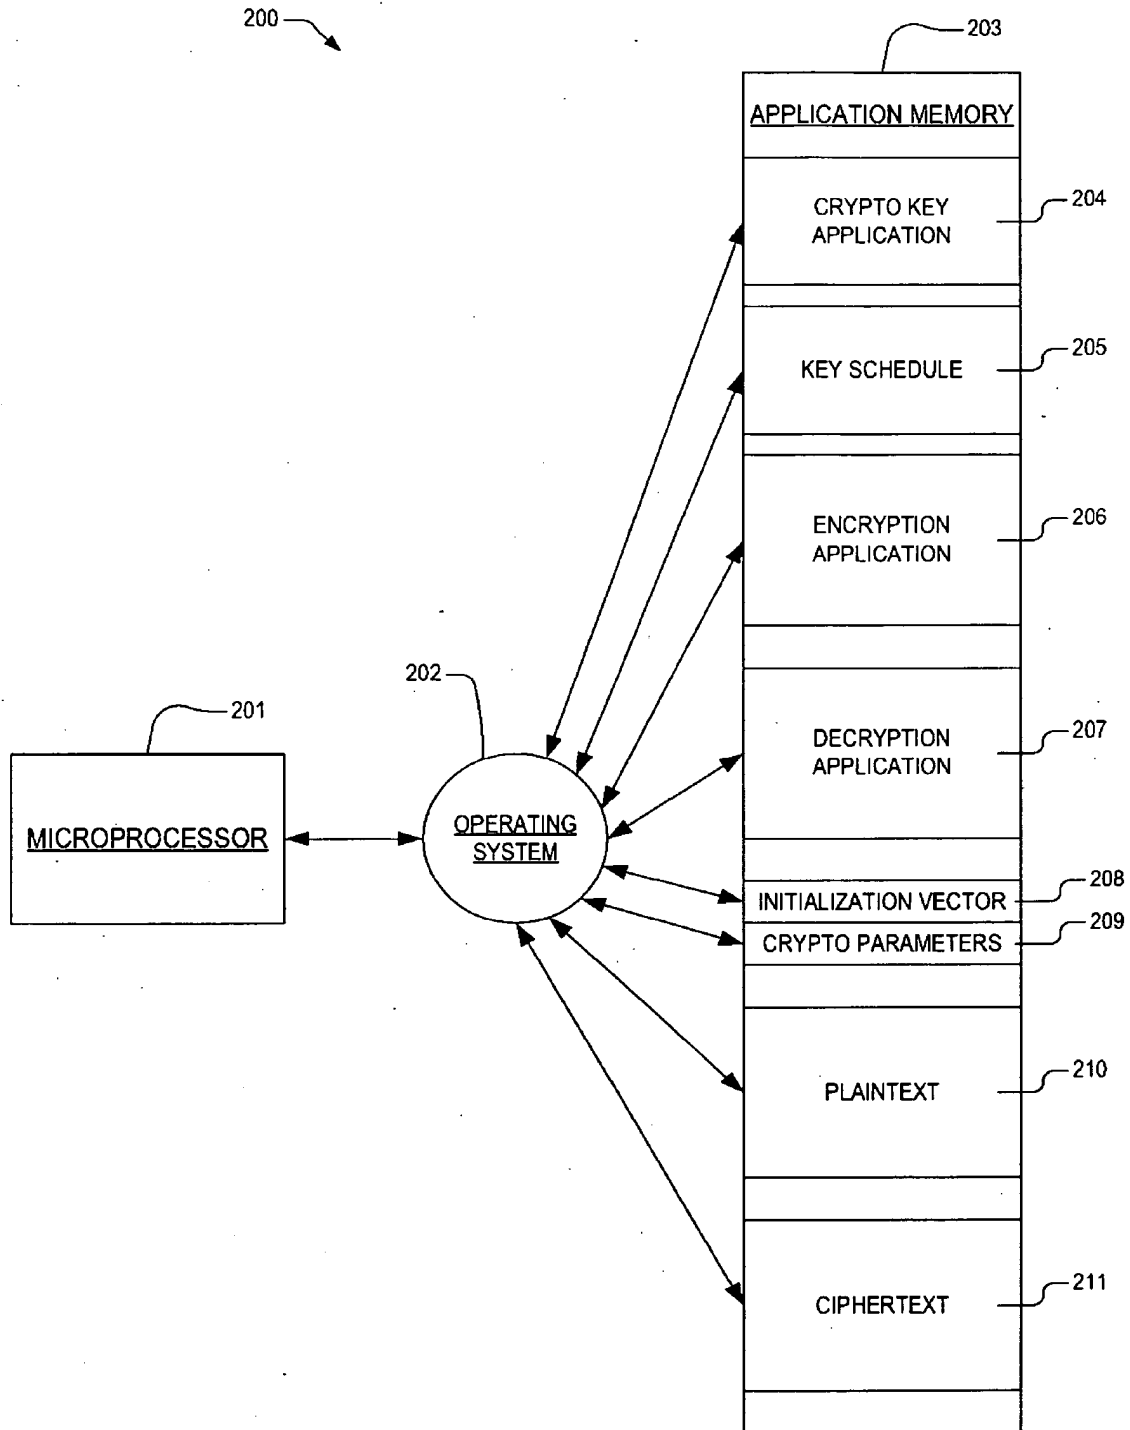 200
203
APPLICATION MEMORY
CRYPTO KEY
APPLICATION
204
KEY SCHEDULE
205
ENCRYPTION
APPLICATION
206
202
201
DECRYPTION
APPLICATION
207
MICROPROCESSOR
OPERATING
SYSTEM
INITIALIZATION VECTOR
208
CRYPTO PARAMETERS
209
PLAINTEXT
210
CIPHERTEXT
211